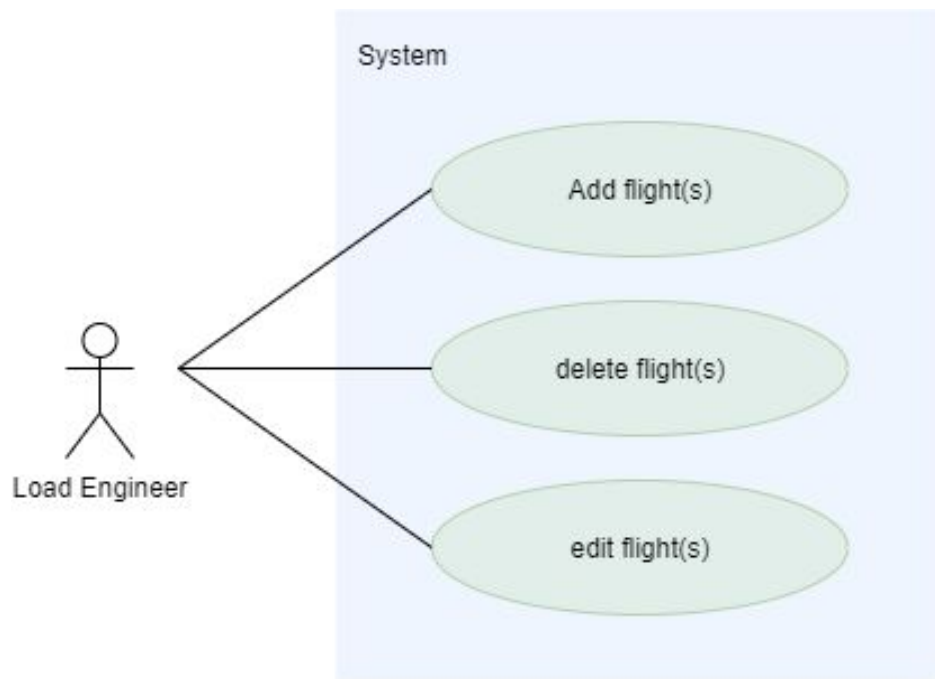 System
Add flight(s)
delete flight(s)
Load Engineer
edit flight(s)